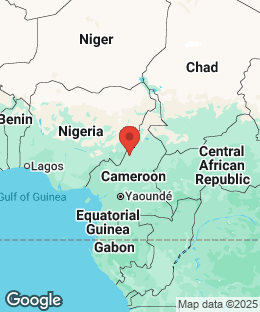 Niger
Chad
Benin
Nigeria
Lagos
Central
African
Republic
Cameroon
Gulf of Guinea
Yaoundé
Equatorial
Guinea
Gabon
Google
Map data ©2025